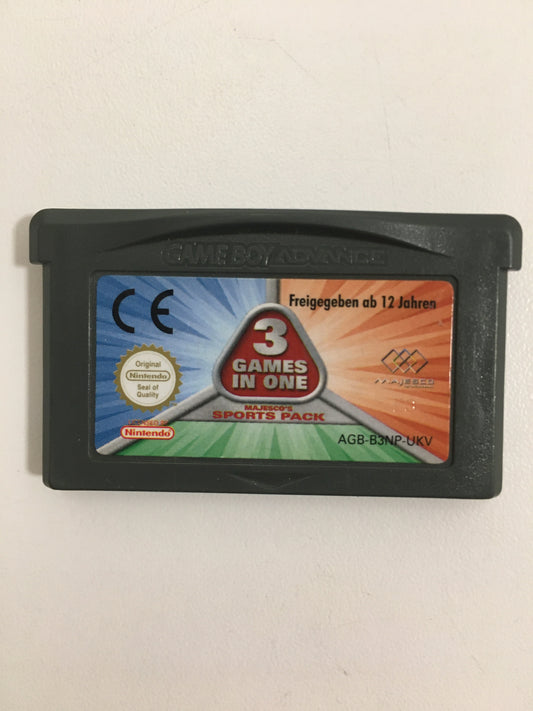 GAME BOY ADVANCE
CE
Freigegeben ab 12 Jahren
3
GAMES
IN ONE
MAJESCO'S
SPORTS PACK
Original
Nintendo
Seal of
Quality
Nintendo
MAJESCO
AGB-B3NP-UKV